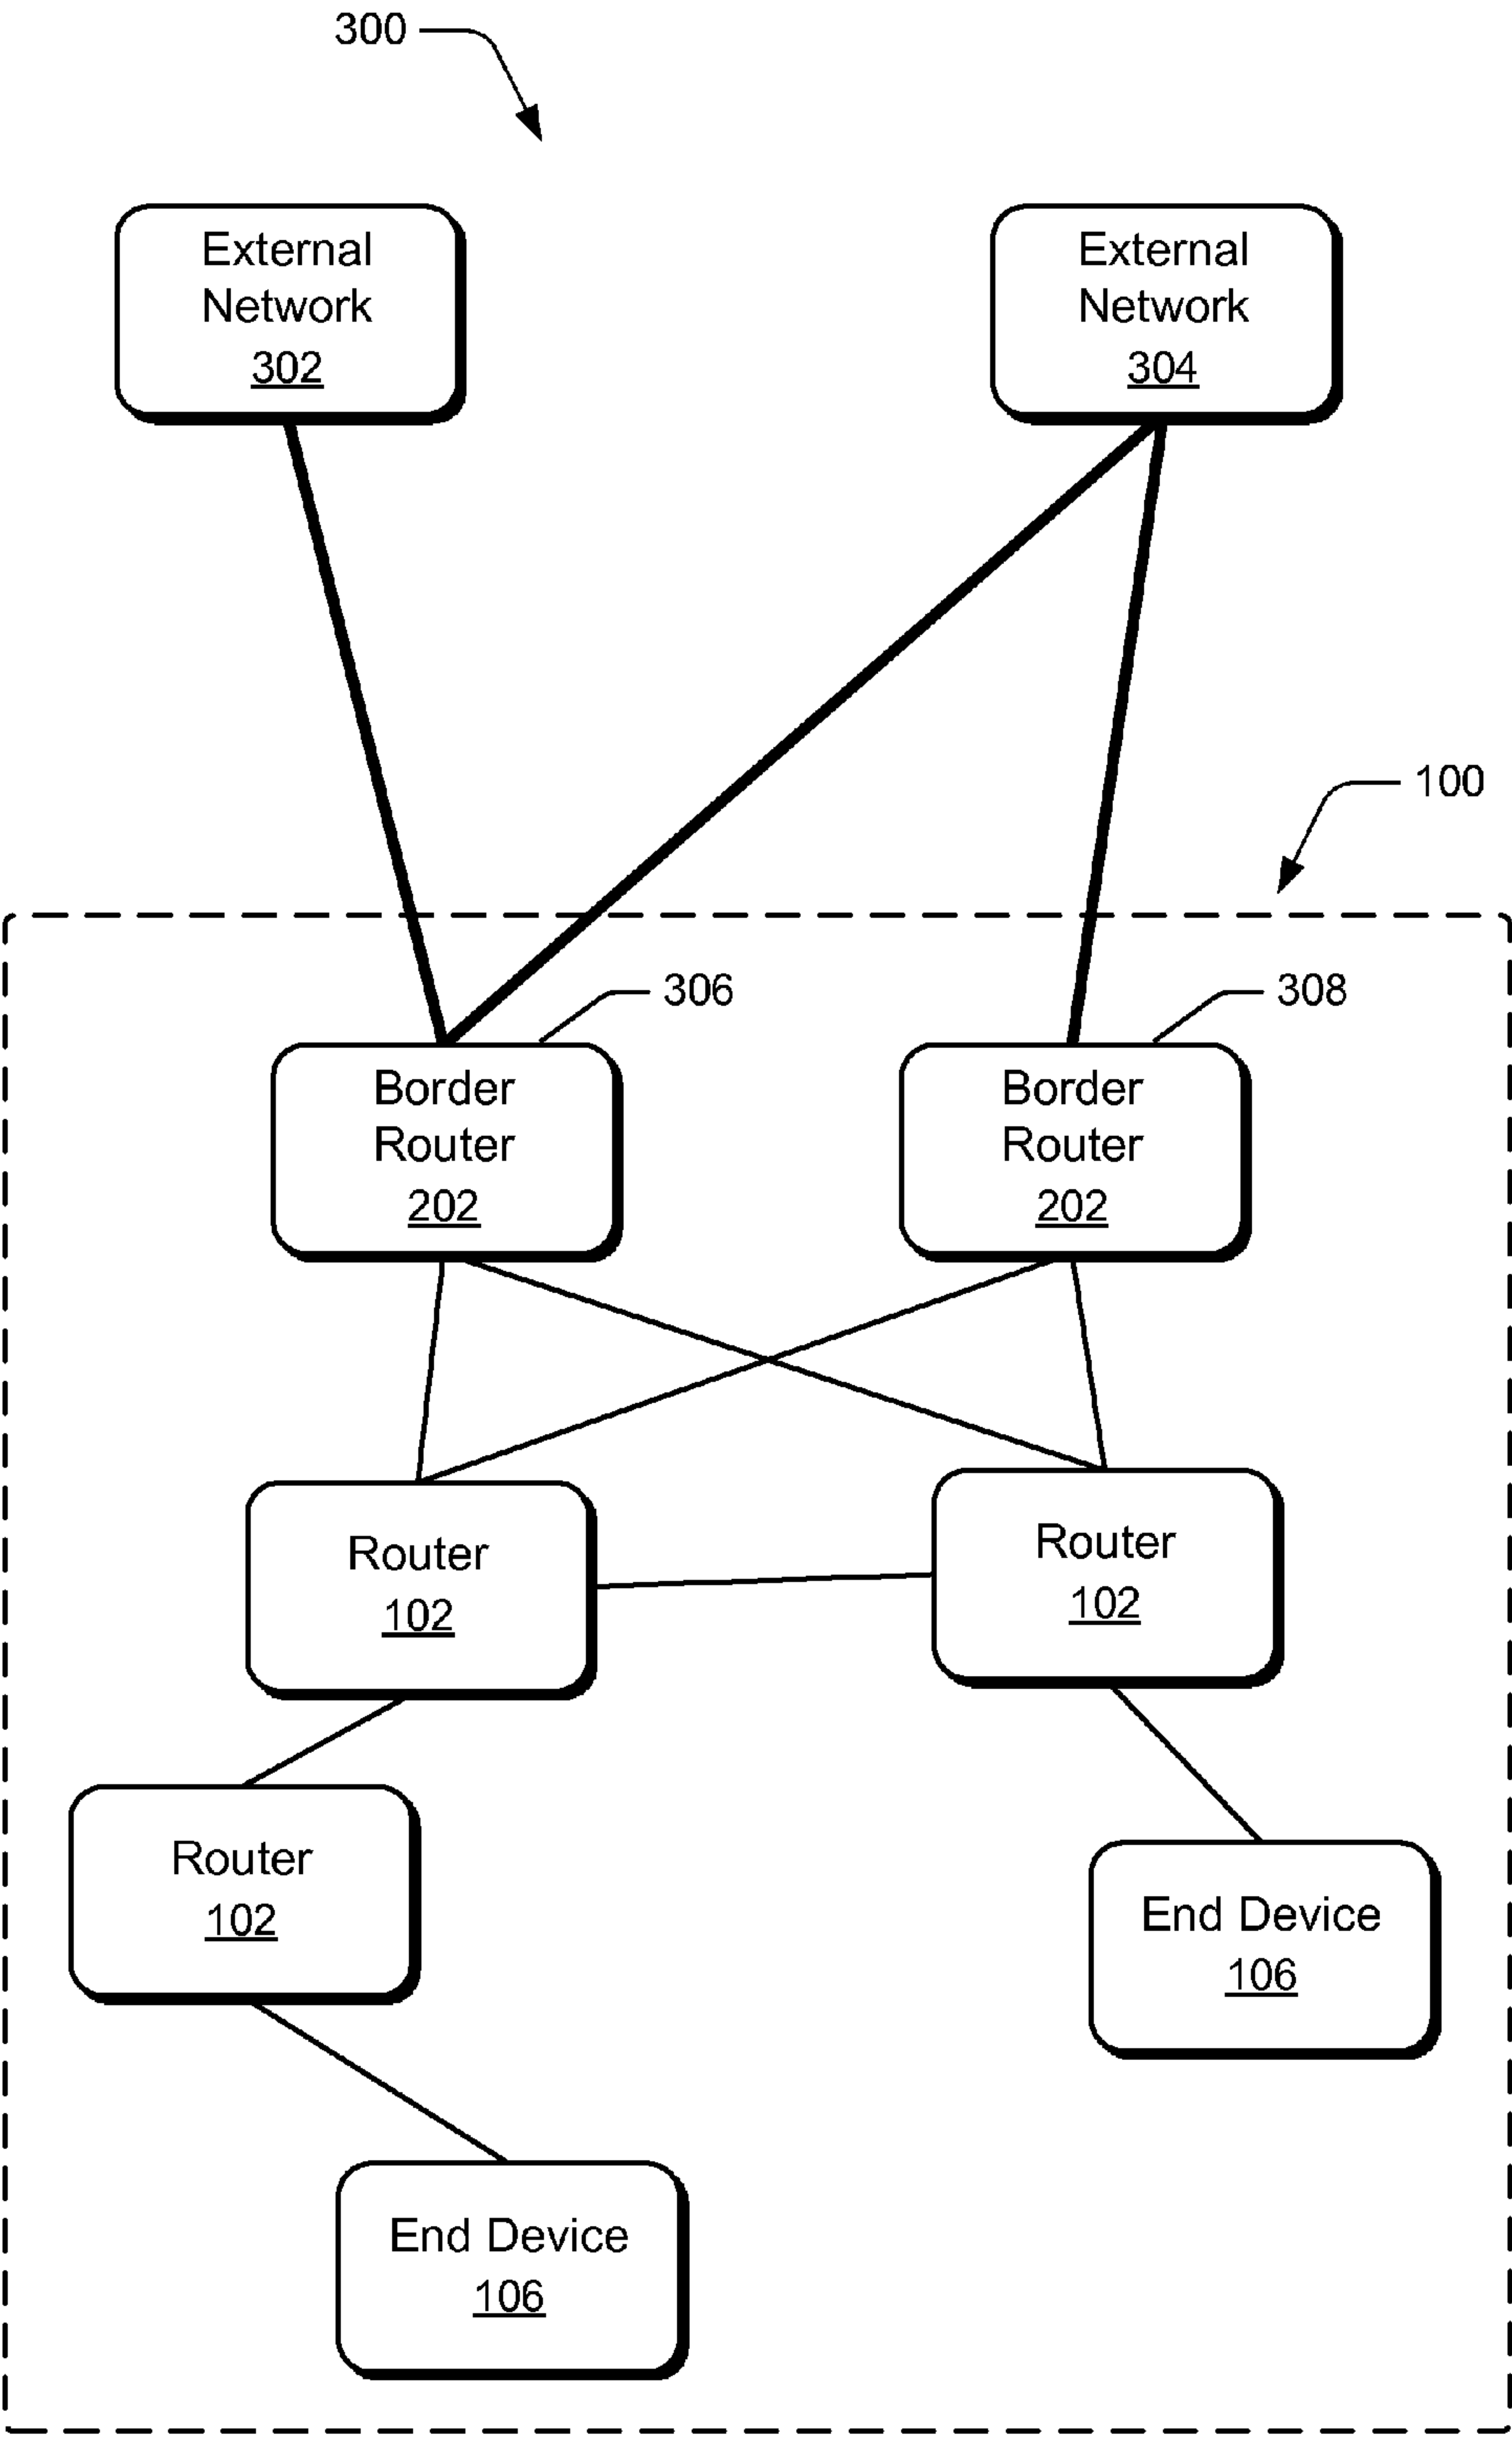 300
External
Network
302
External
Network
304
100
306
308
Border
Router
202
Border
Router
202
Router
102
Router
102
Router
102
End Device
106
End Device
106